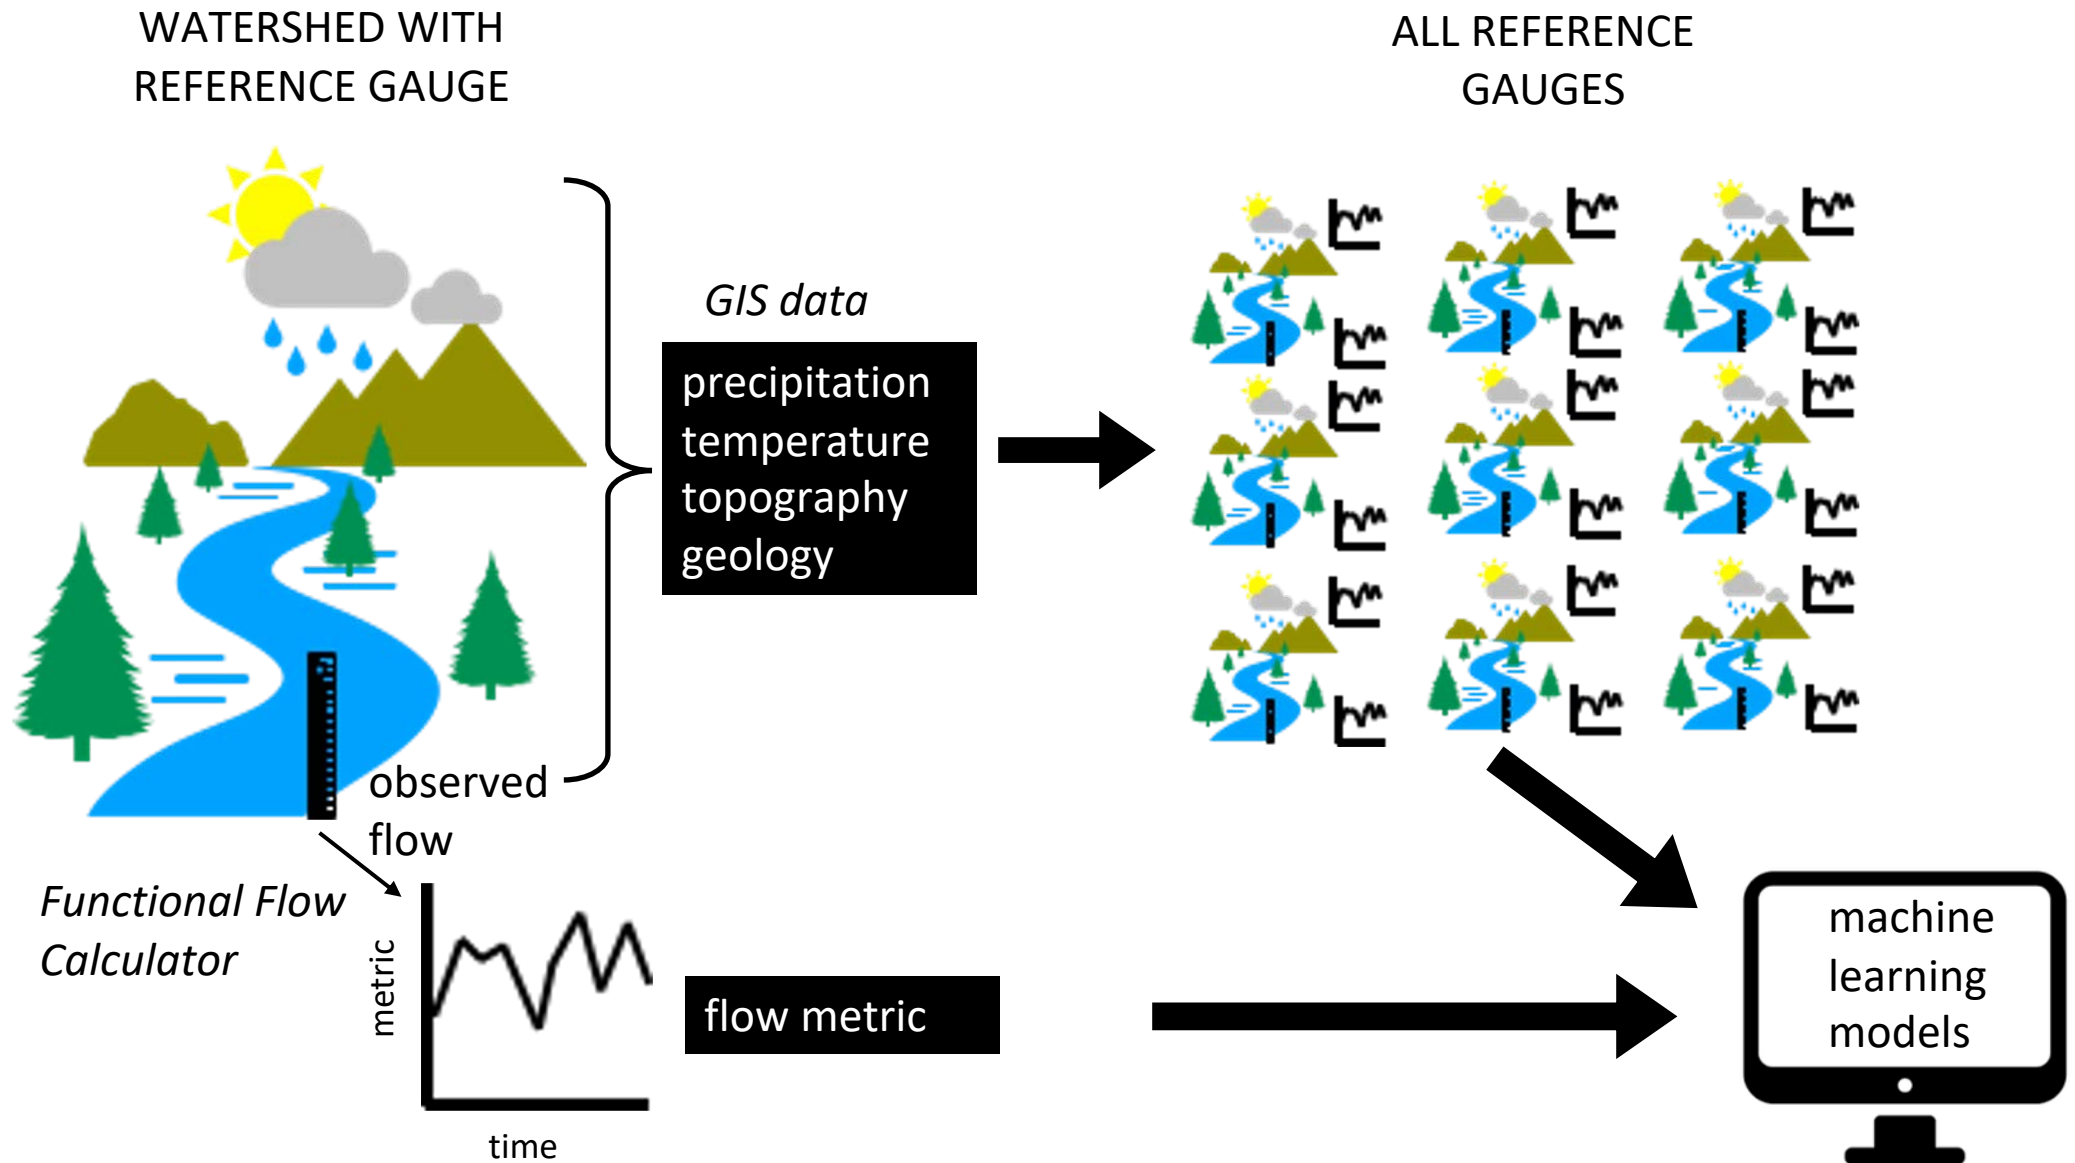 WATERSHED WITH
REFERENCE GAUGE
ALL REFERENCE
GAUGES
GIS data
precipitation
temperature
topography
geology
observed
flow
Functional Flow
Calculator
metric
time
flow metric
machine
learning
models